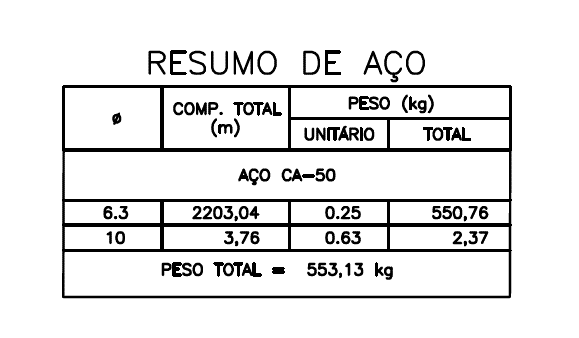 RESUMO DE AÇO
ø COMP. TOTAL (m) PESO (kg)
UNITÁRIO TOTAL
AÇO CA-50
6.3 2203,04 0.25 550,76
10 3,76 0.63 2,37
PESO TOTAL = 553,13 kg